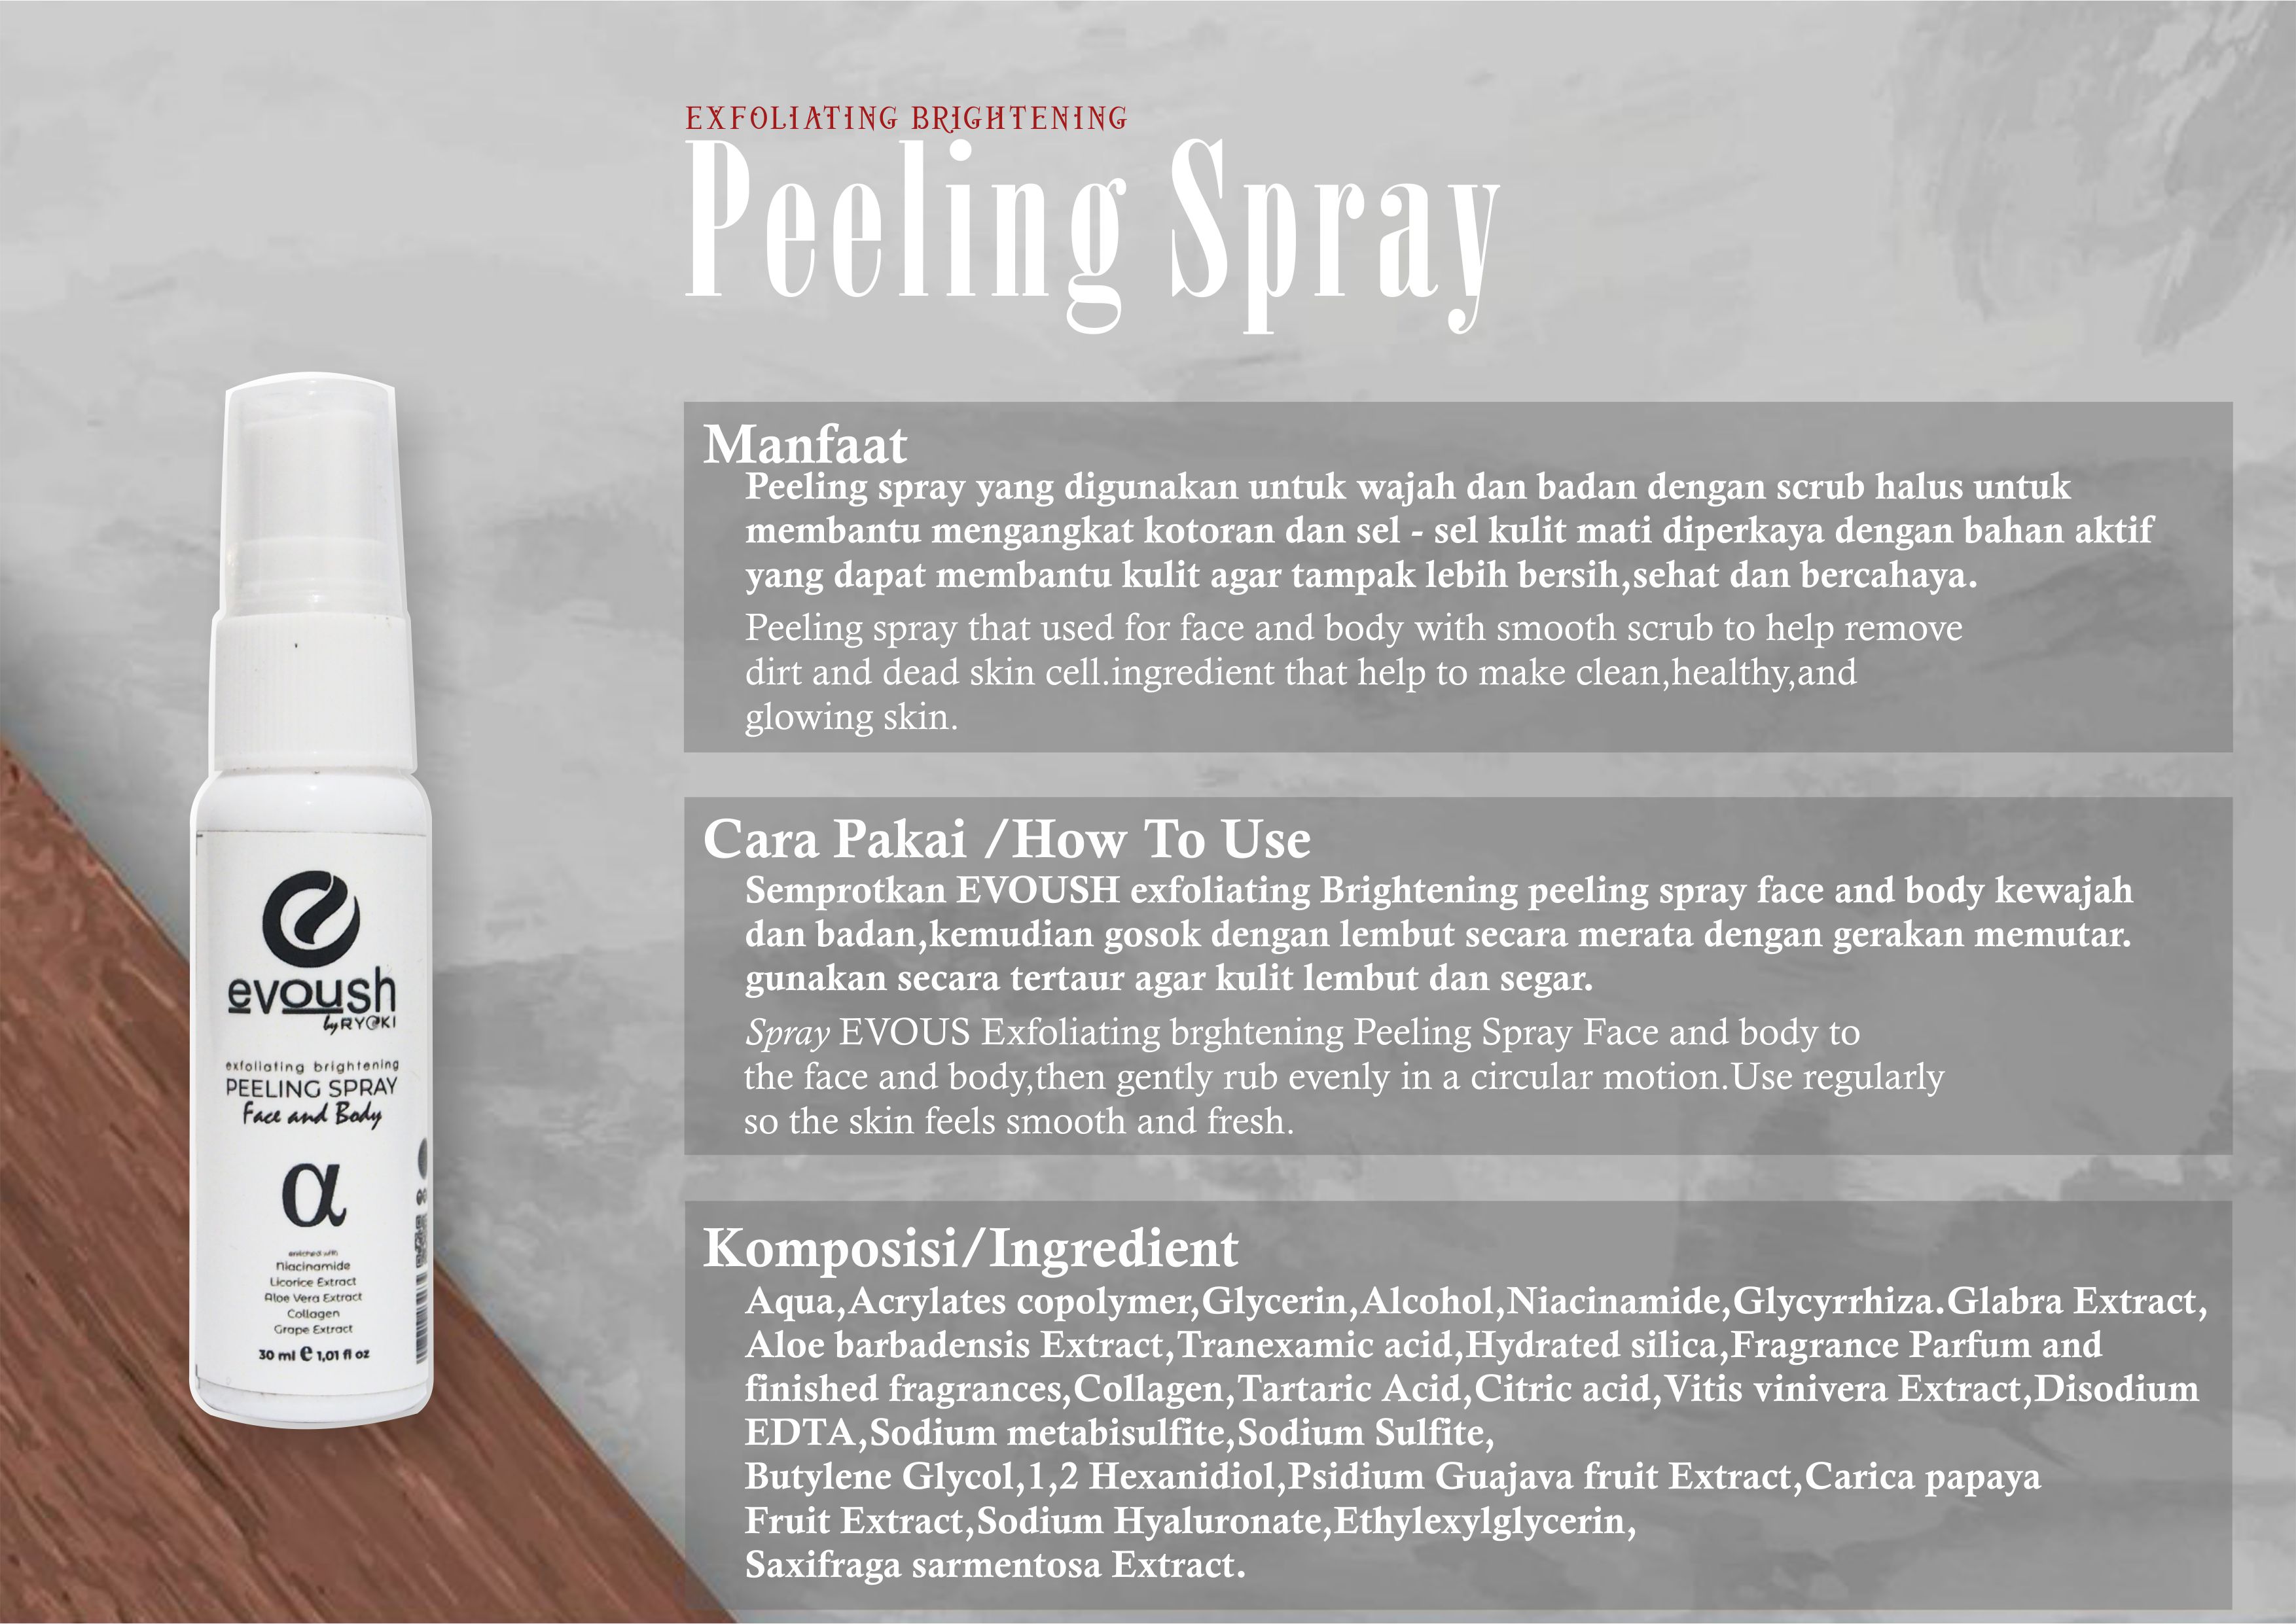 EXFOLIATING BRIGHTENING
Peeling Spray
Manfaat
Peeling spray yang digunakan untuk wajah dan badan dengan scrub halus untuk
membantu mengangkat kotoran dan sel - sel kulit mati diperkaya dengan bahan aktif
yang dapat membantu kulit agar tampak lebih bersih,sehat dan bercahaya.
Peeling spray that used for face and body with smooth scrub to help remove
dirt and dead skin cell.ingredient that help to make clean,healthy,and
glowing skin.
Cara Pakai /How To Use
Semprotkan EVOUSH exfoliating Brightening peeling spray face and body kewajah
dan badan,kemudian gosok dengan lembut secara merata dengan gerakan memutar.
gunakan secara tertaur agar kulit lembut dan segar.
Spray EVOUS Exfoliating brghtening Peeling Spray Face and body to
the face and body,then gently rub evenly in a circular motion.Use regularly
so the skin feels smooth and fresh.
Komposisi/Ingredient
Aqua,Acrylates copolymer,Glycerin,Alcohol,Niacinamide,Glycyrrhiza.Glabra Extract,
Aloe barbadensis Extract,Tranexamic acid,Hydrated silica,Fragrance Parfum and
finished fragrances,Collagen,Tartaric Acid,Citric acid,Vitis vinivera Extract,Disodium
EDTA,Sodium metabisulfite,Sodium Sulfite,
Butylene Glycol,1,2 Hexanidiol,Psidium Guajava fruit Extract,Carica papaya
Fruit Extract,Sodium Hyaluronate,Ethylexylglycerin,
Saxifraga sarmentosa Extract.
evoush
by RYOKI
exfoliating brightening
PEELING SPRAY
Face and Body
α
enriched with
Niacinamide
Licorice Extract
Aloe Vera Extract
Collagen
Grape Extract
30 ml e 1,01 fl oz